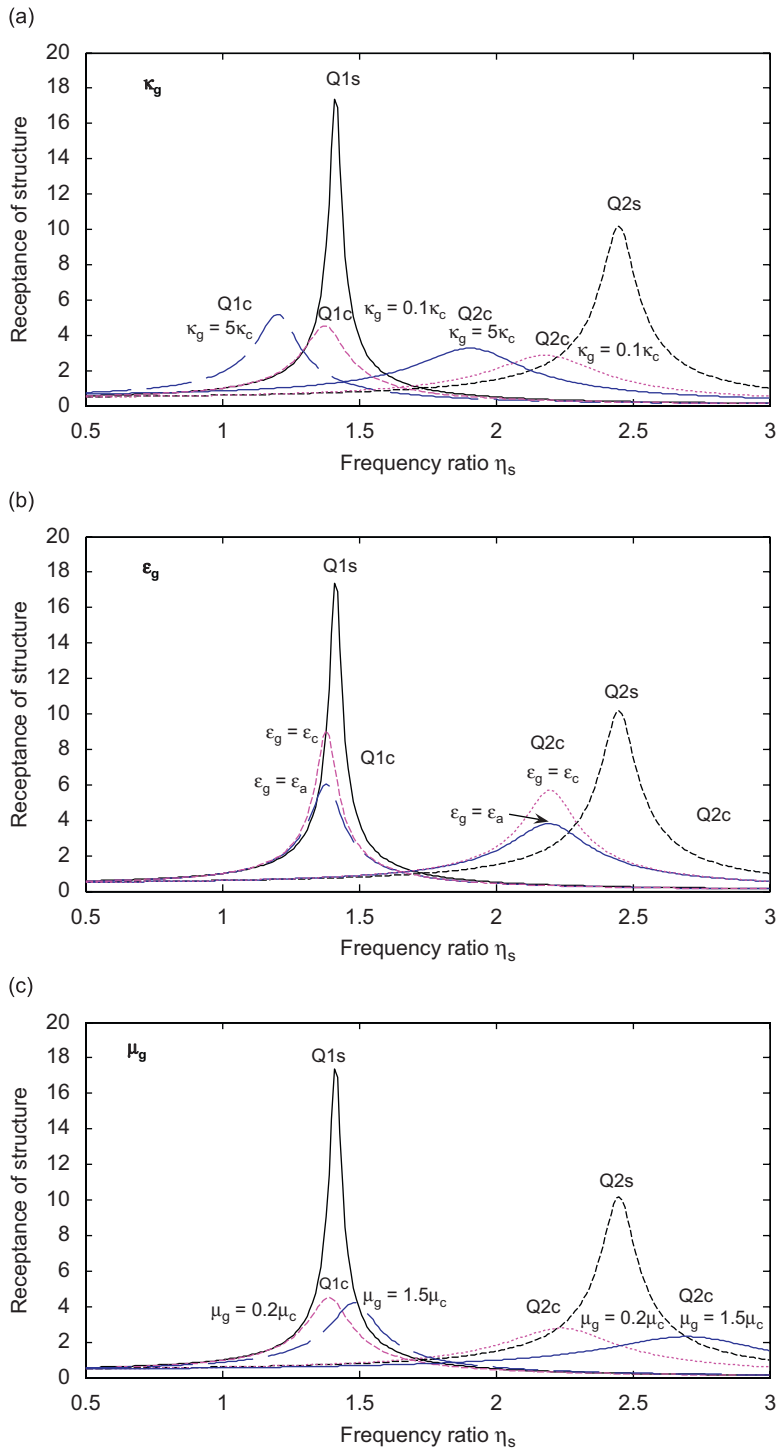 (a)
κg
Q1s
Q2s
Q1c
κg = 5κc
Q1c
κg = 0.1κc
Q2c
κg = 5κc
Q2c
κg = 0.1κc
20
18
16
14
12
10
8
6
4
2
0
Receptance of structure
0.5
1
1.5
2
2.5
3
Frequency ratio ηs
(b)
εg
Q1s
Q2s
εg = εc
Q1c
εg = εa
Q2c
εg = εc
εg = εa
Q2c
20
18
16
14
12
10
8
6
4
2
0
Receptance of structure
0.5
1
1.5
2
2.5
3
Frequency ratio ηs
(c)
μg
Q1s
Q2s
Q1c
μg = 0.2μc
μg = 1.5μc
Q2c
μg = 0.2μc
Q2c
μg = 1.5μc
20
18
16
14
12
10
8
6
4
2
0
Receptance of structure
0.5
1
1.5
2
2.5
3
Frequency ratio ηs